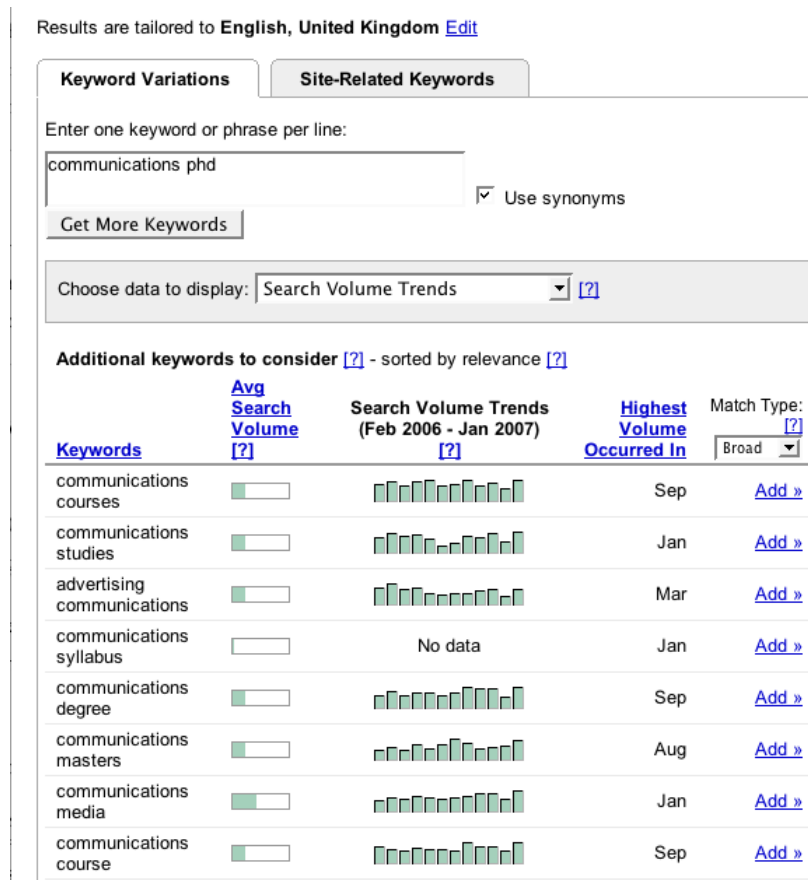 Results are tailored to English, United Kingdom Edit
Keyword Variations
Site-Related Keywords
Enter one keyword or phrase per line:
communications phd
Use synonyms
Get More Keywords
Choose data to display: Search Volume Trends [?]
Additional keywords to consider [?] - sorted by relevance [?]
Keywords
Avg
Search
Volume
[?]
Search Volume Trends
(Feb 2006 - Jan 2007)
[?]
Highest
Volume
Occurred In
Match Type:
[?]
Broad
communications
courses
Sep
Add »
communications
studies
Jan
Add »
advertising
communications
Mar
Add »
communications
syllabus
No data
Jan
Add »
communications
degree
Sep
Add »
communications
masters
Aug
Add »
communications
media
Jan
Add »
communications
course
Sep
Add »